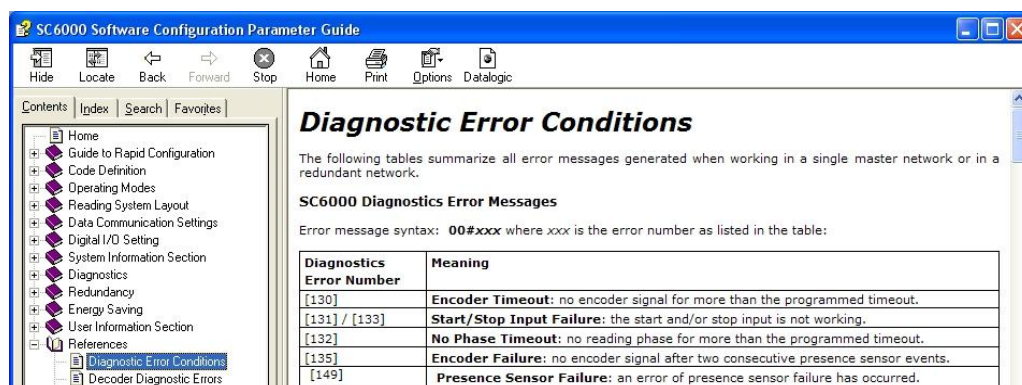 SC6000 Software Configuration Parameter Guide
Hide Locate Back Forward Stop Home Print Options Datalogic
Contents Index Search Favorites
Home
Guide to Rapid Configuration
Code Definition
Operating Modes
Reading System Layout
Data Communication Settings
Digital I/O Setting
System Information Section
Diagnostics
Redundancy
Energy Saving
User Information Section
References
Diagnostic Error Conditions
Decoder Diagnostic Errors
Diagnostic Error Conditions
The following tables summarize all error messages generated when working in a single master network or in a
redundant network.
SC6000 Diagnostics Error Messages
Error message syntax: 00#xxx where xxx is the error number as listed in the table:
Diagnostics Error Number Meaning
[130] Encoder Timeout: no encoder signal for more than the programmed timeout.
[131] / [133] Start/Stop Input Failure: the start and/or stop input is not working.
[132] No Phase Timeout: no reading phase for more than the programmed timeout.
[135] Encoder Failure: no encoder signal after two consecutive presence sensor events.
[149] Presence Sensor Failure: an error of presence sensor failure has occurred.